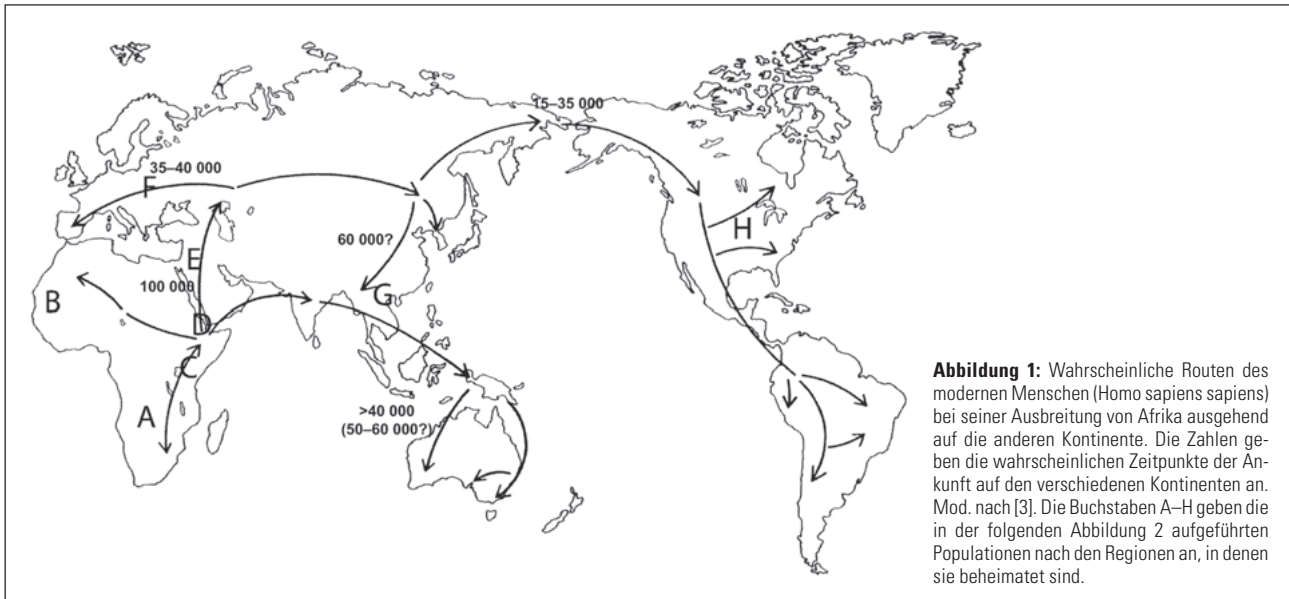 15–35 000
35–40 000
F
60 000?
H
E
100 000
B
G
D
C
>40 000
(50–60 000?)
A
Abbildung 1: Wahrscheinliche Routen des
modernen Menschen (Homo sapiens sapiens)
bei seiner Ausbreitung von Afrika ausgehend
auf die anderen Kontinente. Die Zahlen ge-
ben die wahrscheinlichen Zeitpunkte der An-
kunft auf den verschiedenen Kontinenten an.
Mod. nach [3]. Die Buchstaben A–H geben die
in der folgenden Abbildung 2 aufgeführten
Populationen nach den Regionen an, in denen
sie beheimatet sind.